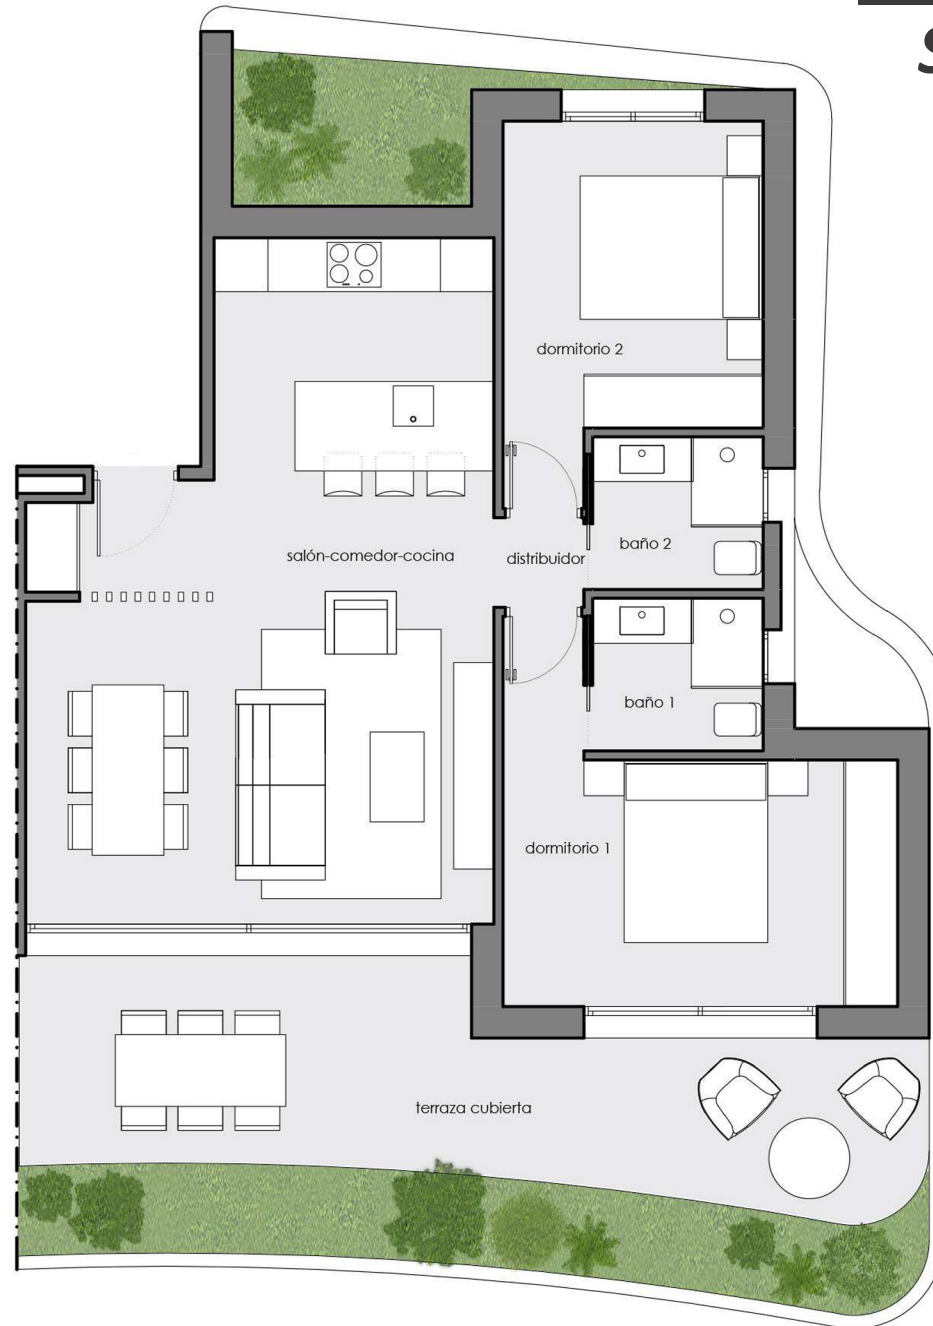 S
dormitorio 2
baño 2
salón-comedor-cocina
distribuidor
baño 1
dormitorio 1
terraza cubierta